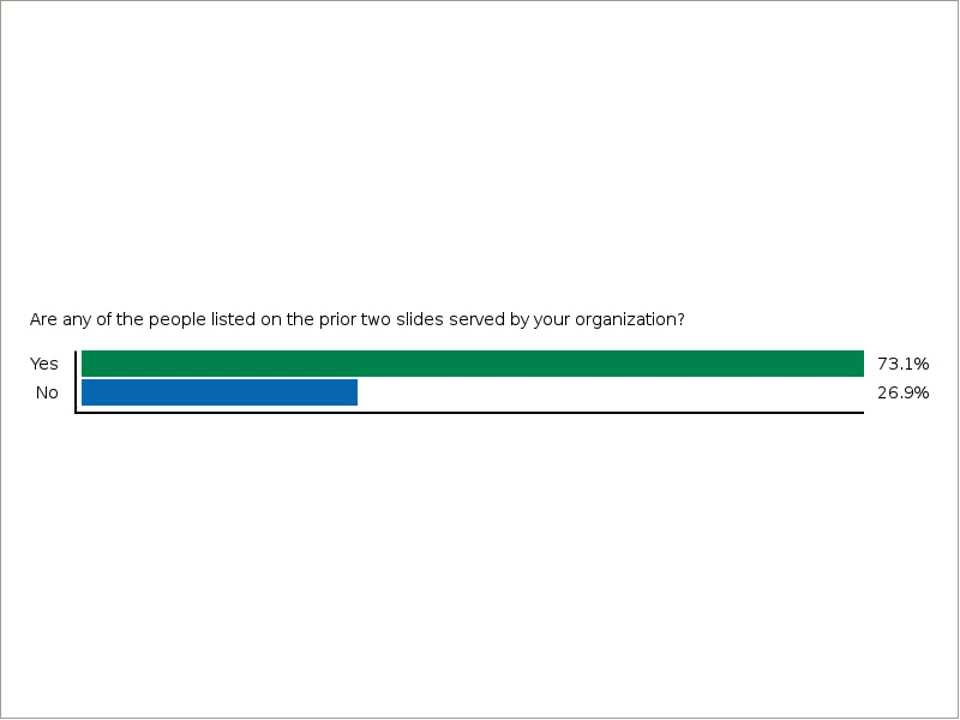 Are any of the people listed on the prior two slides served by your organization?
Yes 73.1%
No 26.9%